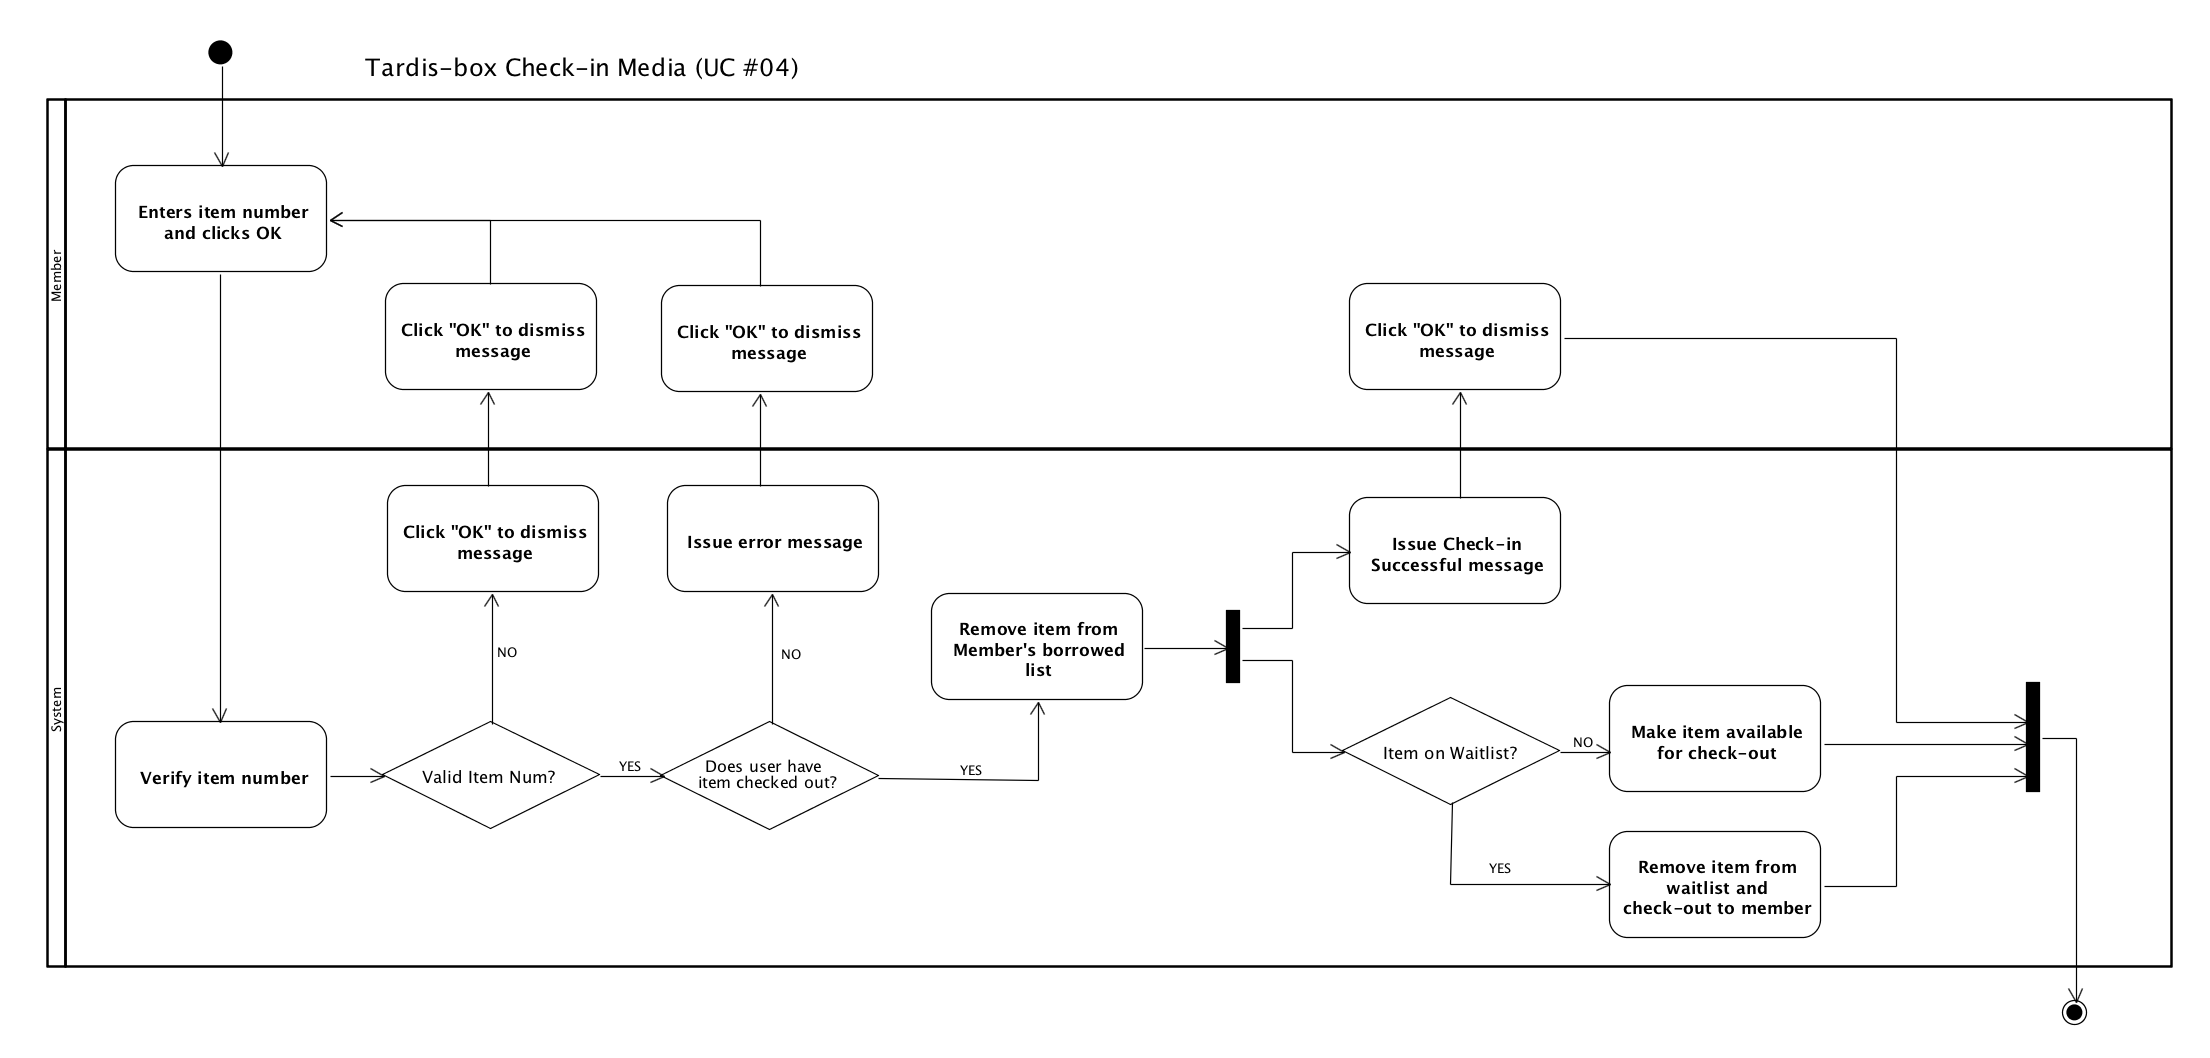 Tardis-box Check-in Media (UC #04)
Member
Enters item number
and clicks OK
Click "OK" to dismiss
message
Click "OK" to dismiss
message
Click "OK" to dismiss
message
System
Click "OK" to dismiss
message
Issue error message
Issue Check-in
Successful message
Remove item from
Member's borrowed
list
NO
NO
Verify item number
Valid Item Num?
YES
Does user have
item checked out?
YES
Item on Waitlist?
NO
Make item available
for check-out
YES
Remove item from
waitlist and
check-out to member